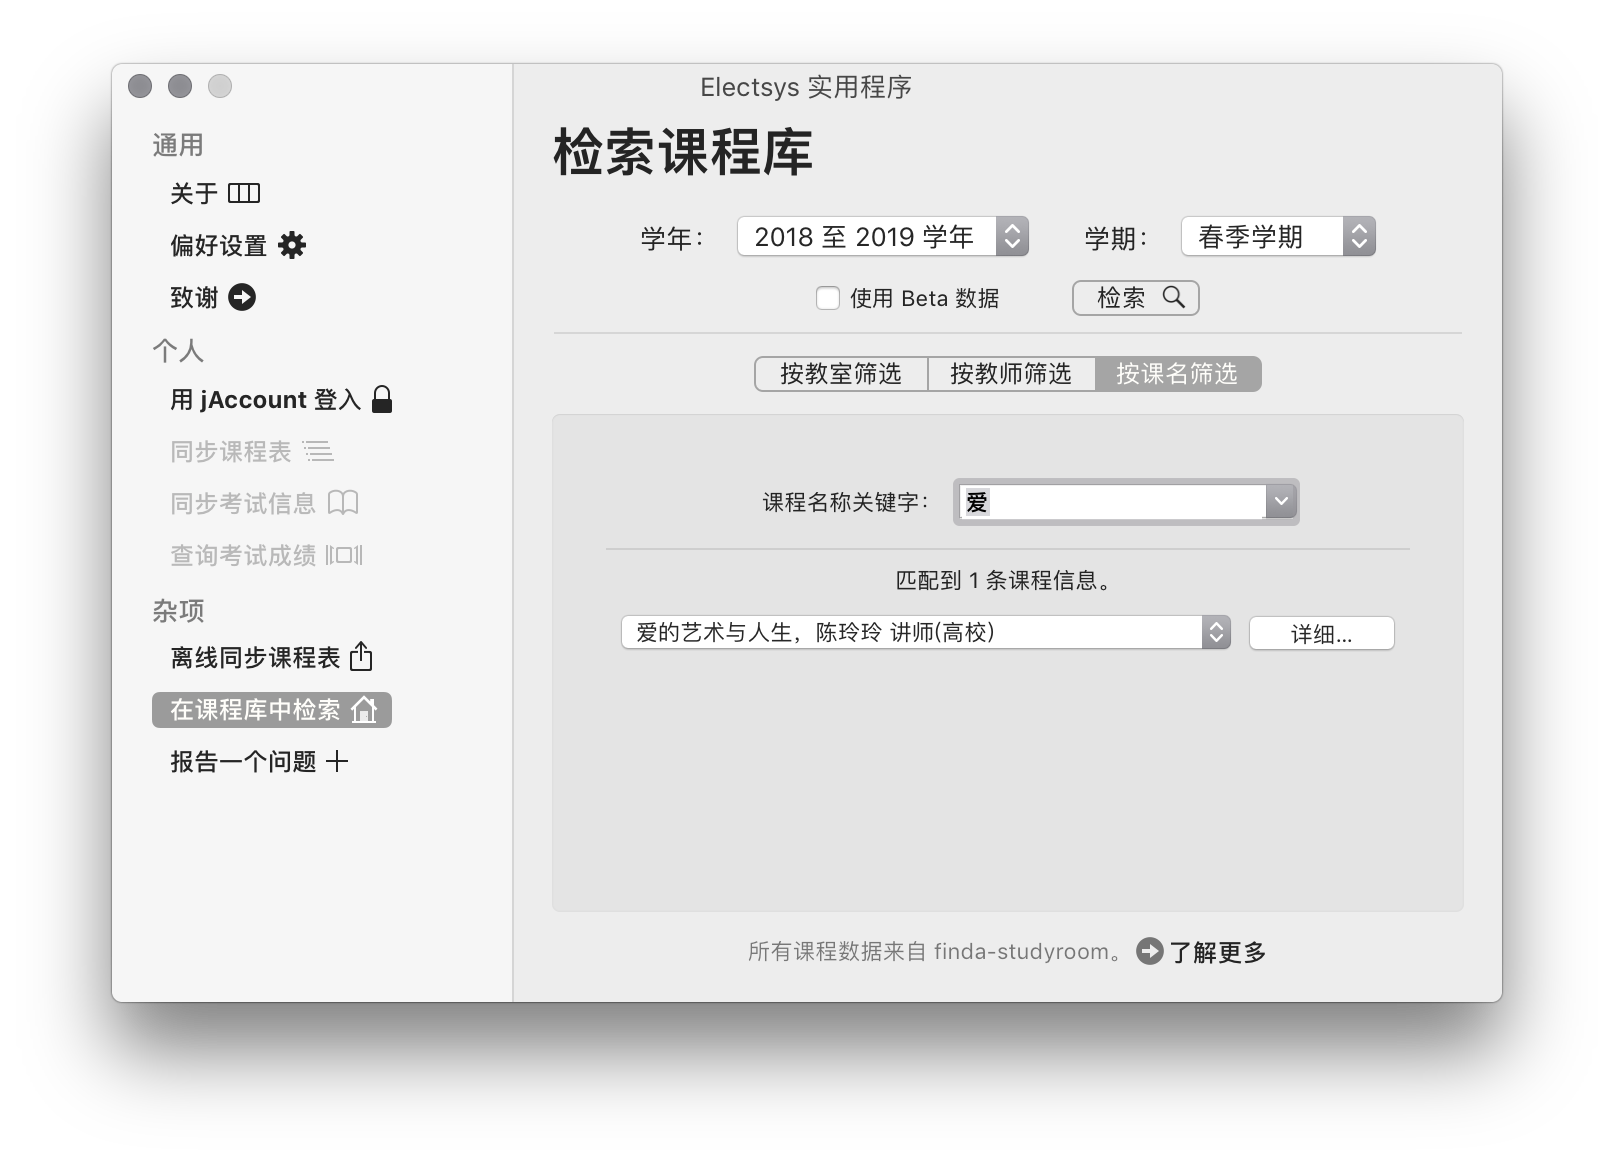 Electsys 实用程序
通用
关于
偏好设置
致谢
个人
用 jAccount 登入
同步课程表
同步考试信息
查询考试成绩
杂项
离线同步课程表
在课程库中检索
报告一个问题
检索课程库
学年： 2018 至 2019 学年 学期： 春季学期
使用 Beta 数据 检索
按教室筛选 按教师筛选 按课名筛选
课程名称关键字： 爱
匹配到 1 条课程信息。
爱的艺术与人生，陈玲玲 讲师(高校) 详细...
所有课程数据来自 finda-studyroom。 了解更多